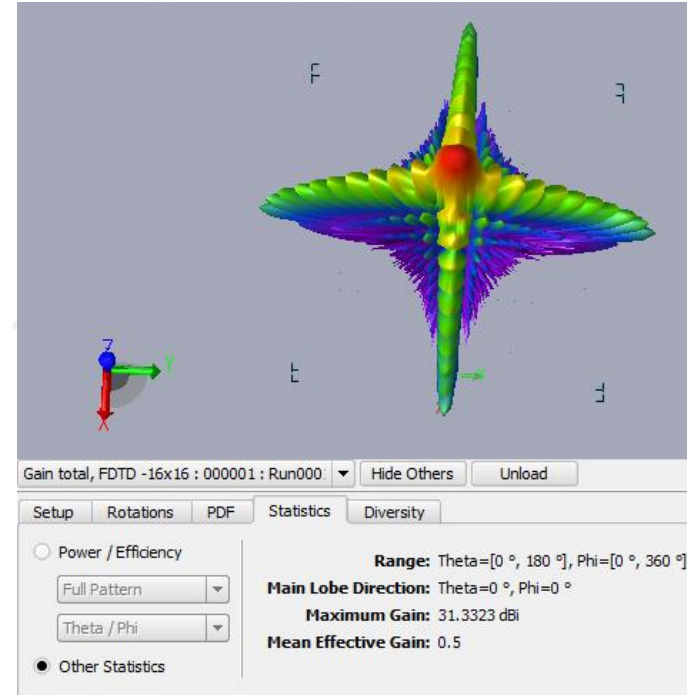 Z
Y
X
Gain total, FDTD -16x16 : 000001 : Run000 Hide Others Unload
Setup Rotations PDF Statistics Diversity
Power / Efficiency
Full Pattern
Theta / Phi
Other Statistics
Range: Theta=[0 °, 180 °], Phi=[0 °, 360 °]
Main Lobe Direction: Theta=0 °, Phi=0 °
Maximum Gain: 31.3323 dBi
Mean Effective Gain: 0.5